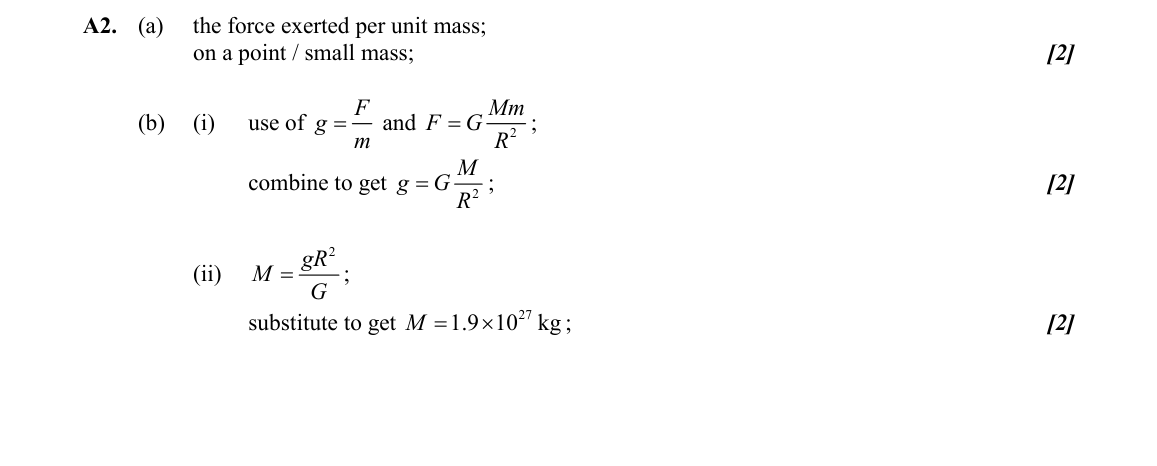 A2. (a) the force exerted per unit mass;
on a point / small mass; [2]
(b) (i) use of g = F/m and F = G Mm/R²;
combine to get g = G M/R²; [2]
(ii) M = gR²/G;
substitute to get M = 1.9×10²⁷ kg; [2]